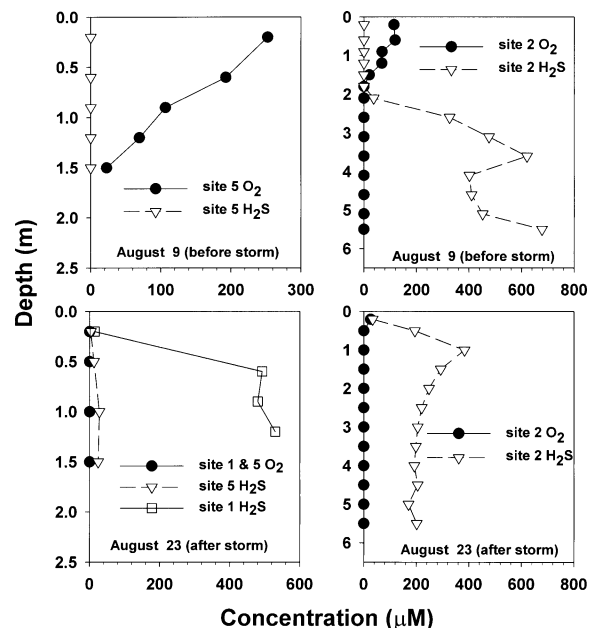 Depth (m)
0.0
0.5
1.0
1.5
2.0
2.5
0 100 200 300
site 5 O2
site 5 H2S
August 9 (before storm)
0
1
2
3
4
5
6
0 200 400 600 800
site 2 O2
site 2 H2S
August 9 (before storm)
0.0
0.5
1.0
1.5
2.0
2.5
0 200 400 600
site 1 & 5 O2
site 5 H2S
site 1 H2S
August 23 (after storm)
0
1
2
3
4
5
6
0 200 400 600 800
site 2 O2
site 2 H2S
August 23 (after storm)
Concentration (μM)